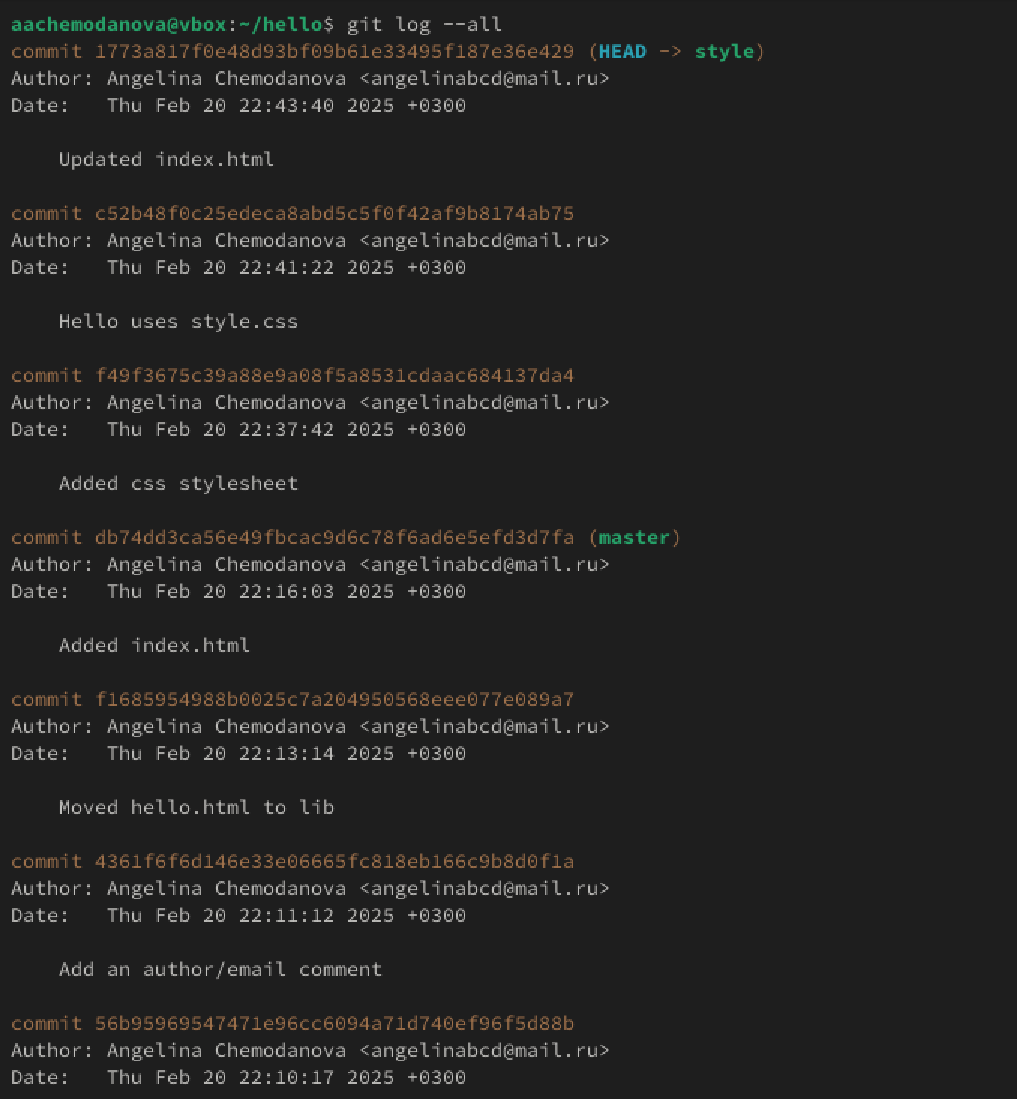 aachemodanova@vbox:~/hello$ git log --all
commit 1773a817f0e48d93bf09b61e33495f187e36e429 (HEAD -> style)
Author: Angelina Chemodanova <angelinabcd@mail.ru>
Date:   Thu Feb 20 22:43:40 2025 +0300
    Updated index.html
commit c52b48f0c25edeca8abd5c5f0f42af9b8174ab75
Author: Angelina Chemodanova <angelinabcd@mail.ru>
Date:   Thu Feb 20 22:41:22 2025 +0300
    Hello uses style.css
commit f49f3675c39a88e9a08f5a8531cdaac684137da4
Author: Angelina Chemodanova <angelinabcd@mail.ru>
Date:   Thu Feb 20 22:37:42 2025 +0300
    Added css stylesheet
commit db74dd3ca56e49fbcac9d6c78f6ad6e5efd3d7fa (master)
Author: Angelina Chemodanova <angelinabcd@mail.ru>
Date:   Thu Feb 20 22:16:03 2025 +0300
    Added index.html
commit f1685954988b0025c7a204950568eee077e089a7
Author: Angelina Chemodanova <angelinabcd@mail.ru>
Date:   Thu Feb 20 22:13:14 2025 +0300
    Moved hello.html to lib
commit 4361f6f6d146e33e06665fc818eb166c9b8d0f1a
Author: Angelina Chemodanova <angelinabcd@mail.ru>
Date:   Thu Feb 20 22:11:12 2025 +0300
    Add an author/email comment
commit 56b95969547471e96cc6094a71d740ef96f5d88b
Author: Angelina Chemodanova <angelinabcd@mail.ru>
Date:   Thu Feb 20 22:10:17 2025 +0300